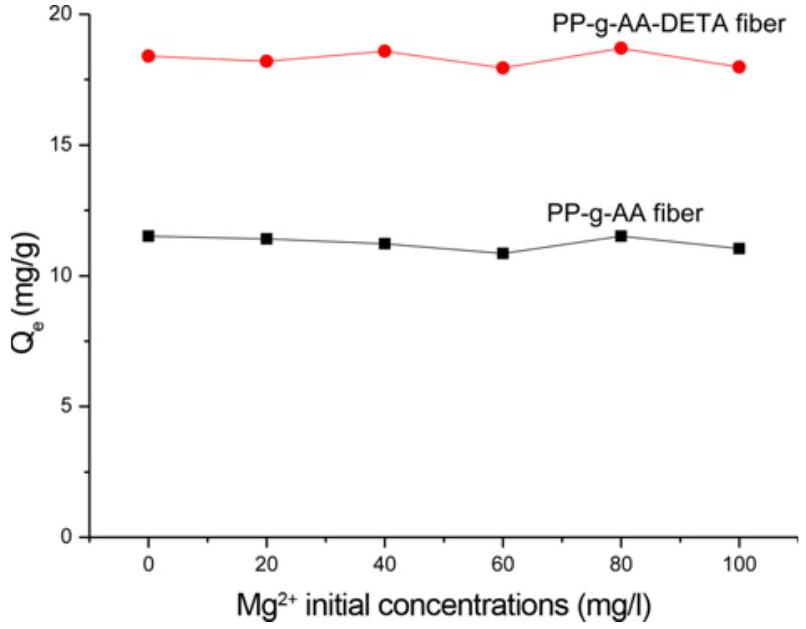 PP-g-AA-DETA fiber
PP-g-AA fiber
Qe (mg/g)
20
15
10
5
0
0 20 40 60 80 100
Mg²⁺ initial concentrations (mg/l)